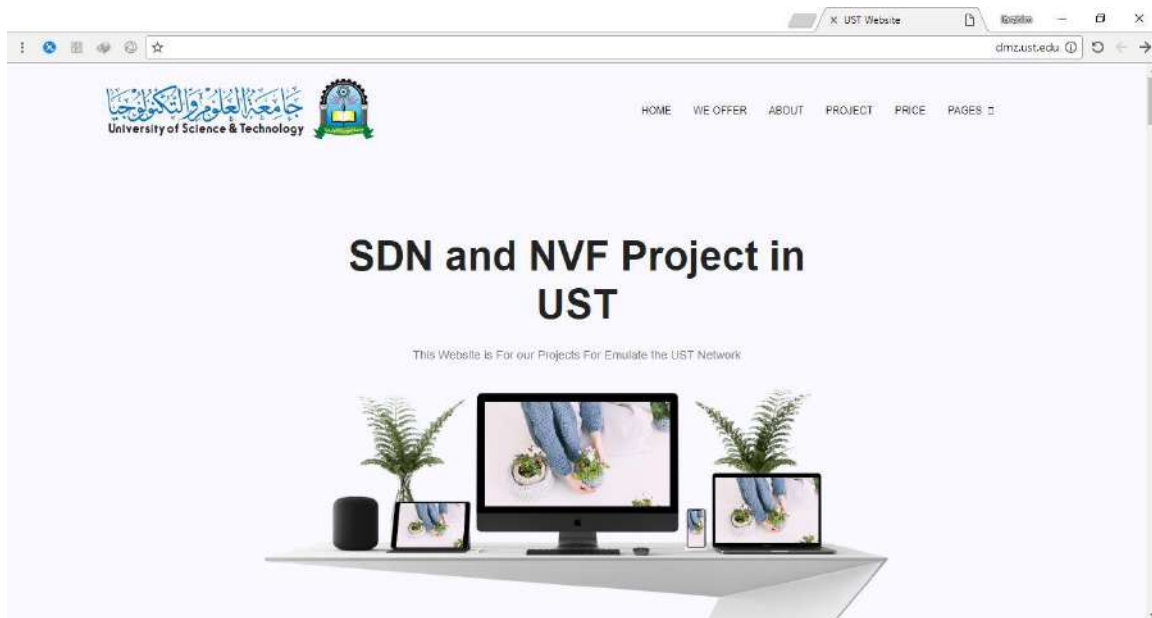 UST Website
dmz.ust.edu
جامعة العلوم والتكنولوجيا
University of Science & Technology
HOME WE OFFER ABOUT PROJECT PRICE PAGES
SDN and NVF Project in
UST
This Website is For our Projects For Emulate the UST Network